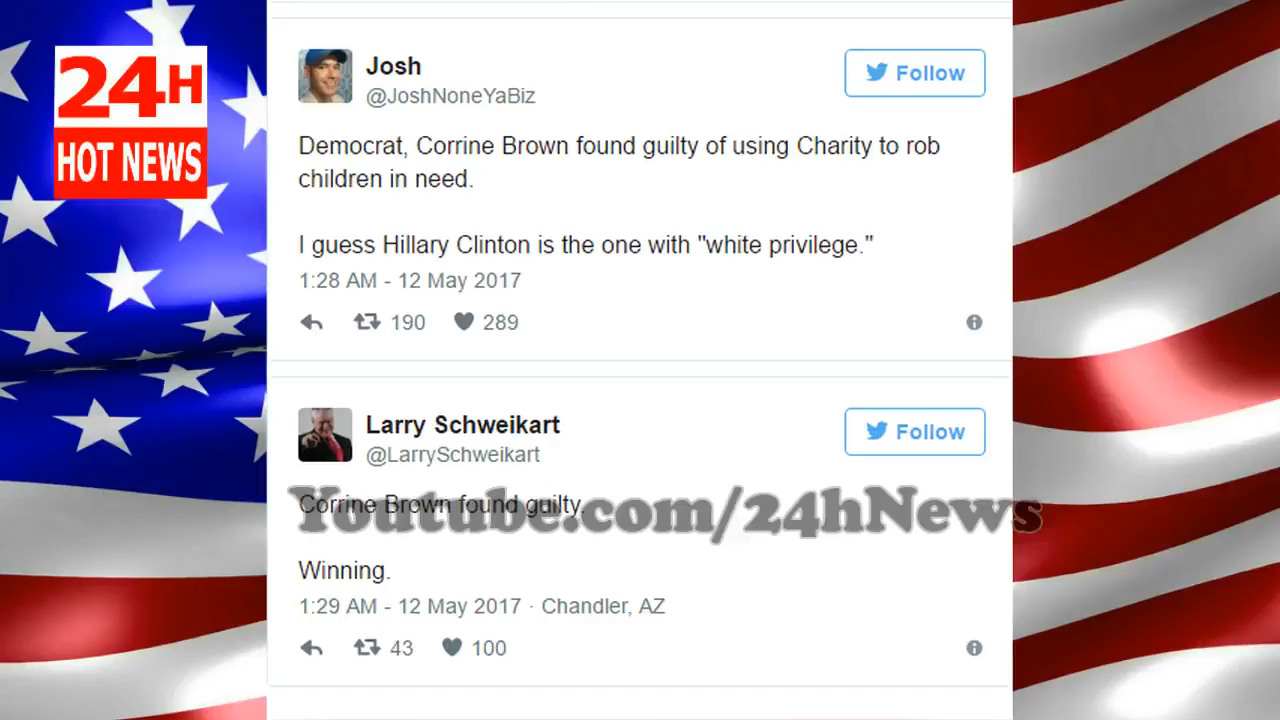 24H
HOT NEWS
Josh
@JoshNoneYaBiz
Follow
Democrat, Corrine Brown found guilty of using Charity to rob
children in need.
I guess Hillary Clinton is the one with "white privilege."
1:28 AM - 12 May 2017
190 289
Larry Schweikart
@LarrySchweikart
Follow
Corrine Brown found guilty.
Youtube.com/24hNews
Winning.
1:29 AM - 12 May 2017 · Chandler, AZ
43 100